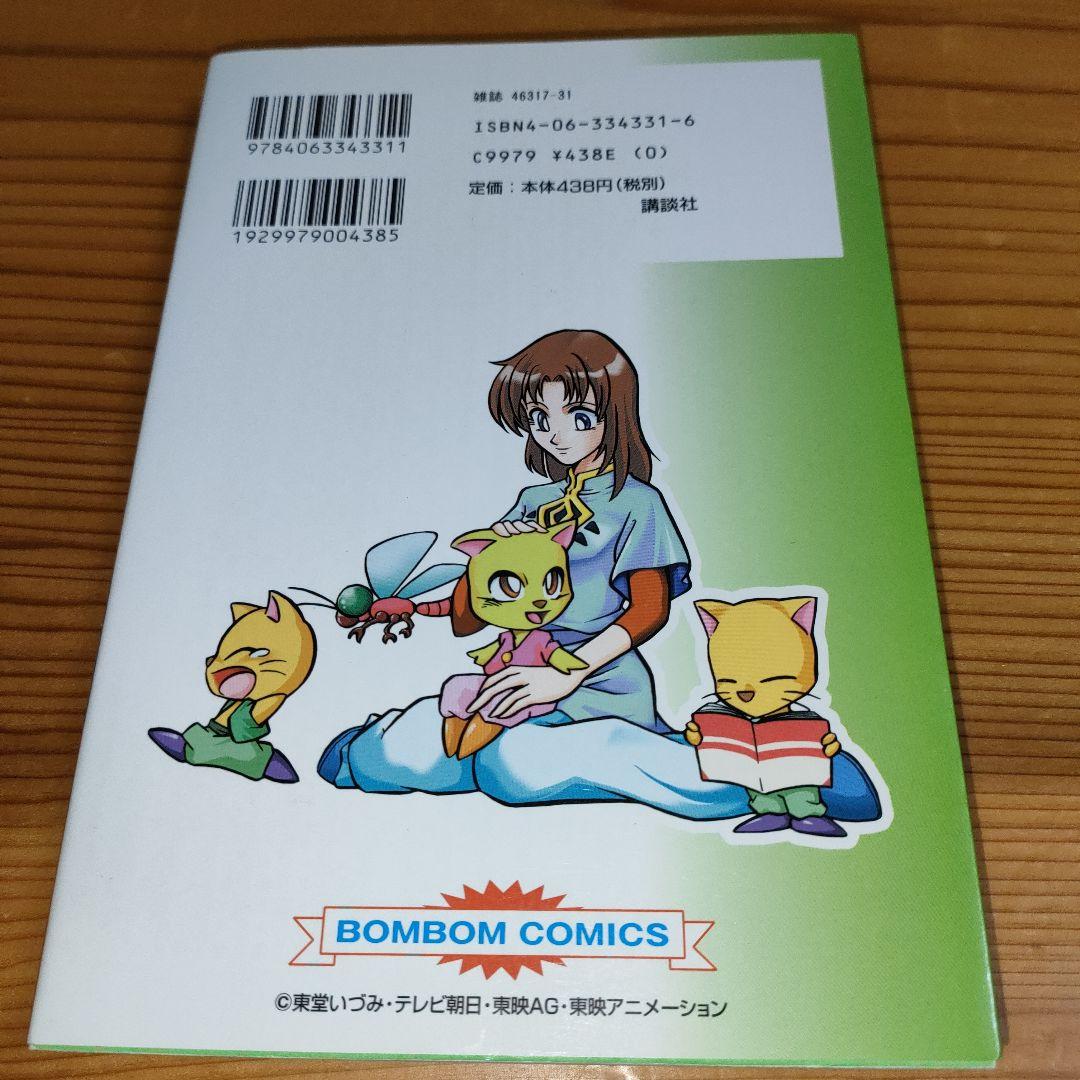 9784063343311
1929979004385
雑誌 46317-31
ISBN4-06-334331-6
C9979 ¥438E (0)
定価：本体438円(税別)
講談社
BOMBOM COMICS
©東堂いづみ・テレビ朝日・東映AG・東映アニメーション